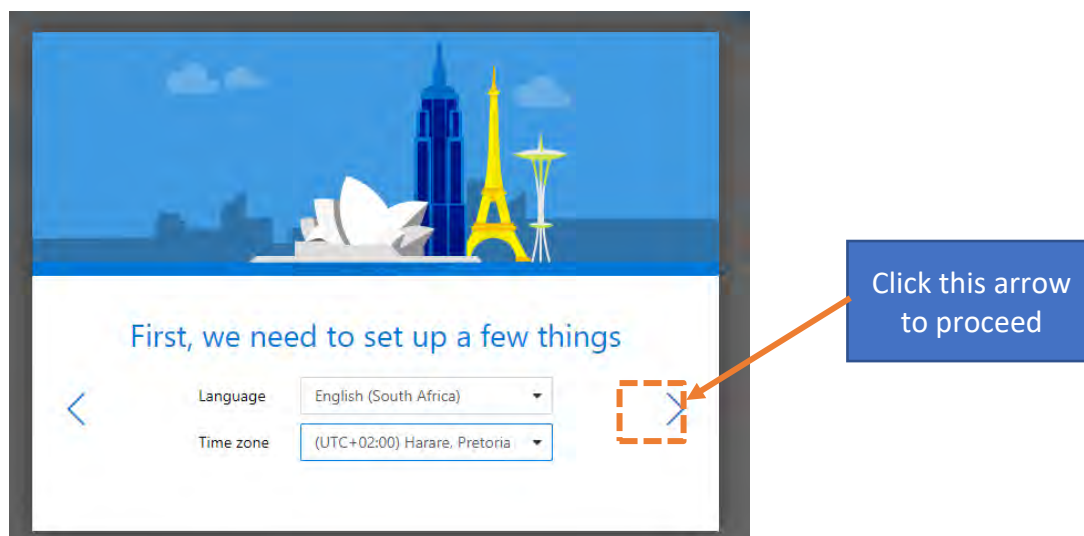 First, we need to set up a few things
Language English (South Africa)
Time zone (UTC+02:00) Harare, Pretoria
Click this arrow
to proceed